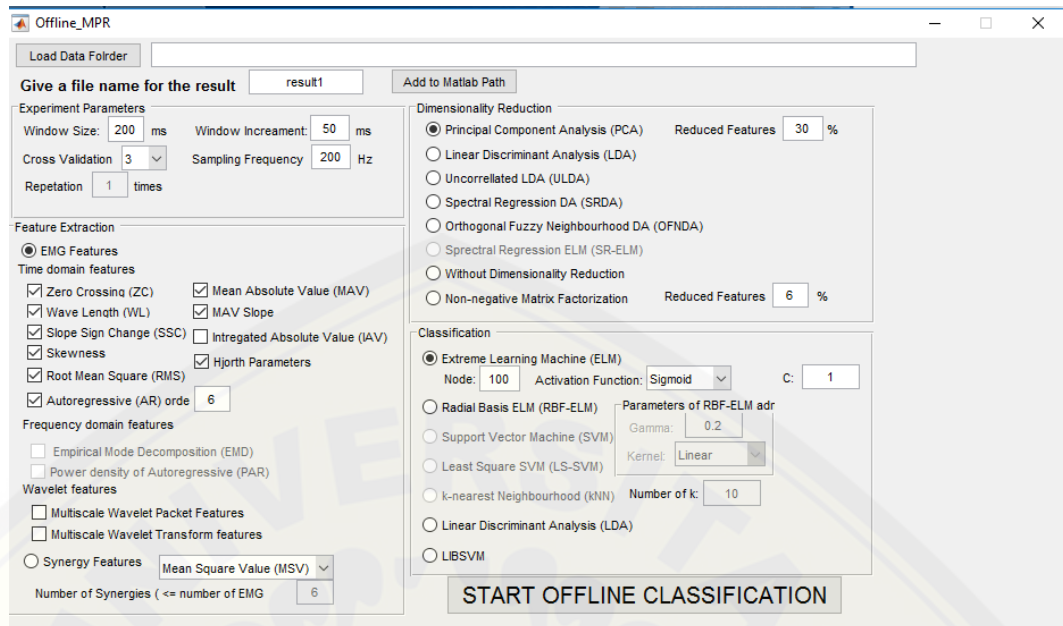 Offline_MPR
Load Data Folrder
Give a file name for the result result1 Add to Matlab Path
Experiment Parameters
Window Size: 200 ms Window Increament: 50 ms
Cross Validation 3 Sampling Frequency 200 Hz
Repetation 1 times
Feature Extraction
EMG Features
Time domain features
Zero Crossing (ZC) Mean Absolute Value (MAV)
Wave Length (WL) MAV Slope
Slope Sign Change (SSC) Intregated Absolute Value (IAV)
Skewness Hjorth Parameters
Root Mean Square (RMS)
Autoregressive (AR) orde 6
Frequency domain features
Empirical Mode Decomposition (EMD)
Power density of Autoregressive (PAR)
Wavelet features
Multiscale Wavelet Packet Features
Multiscale Wavelet Transform features
Synergy Features Mean Square Value (MSV)
Number of Synergies ( <= number of EMG 6
Dimensionality Reduction
Principal Component Analysis (PCA) Reduced Features 30 %
Linear Discriminant Analysis (LDA)
Uncorrellated LDA (ULDA)
Spectral Regression DA (SRDA)
Orthogonal Fuzzy Neighbourhood DA (OFNDA)
Sprectral Regression ELM (SR-ELM)
Without Dimensionality Reduction
Non-negative Matrix Factorization Reduced Features 6 %
Classification
Extreme Learning Machine (ELM)
Node: 100 Activation Function: Sigmoid C: 1
Radial Basis ELM (RBF-ELM) Parameters of RBF-ELM adr
Gamma: 0.2
Support Vector Machine (SVM)
Kernel: Linear
Least Square SVM (LS-SVM)
k-nearest Neighbourhood (kNN) Number of k: 10
Linear Discriminant Analysis (LDA)
LIBSVM
START OFFLINE CLASSIFICATION